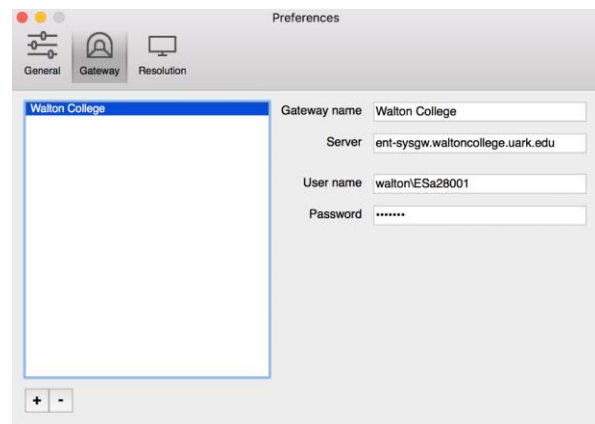 Preferences
General Gateway Resolution
Walton College
Gateway name Walton College
Server ent-sysgw.waltoncollege.uark.edu
User name walton\ESa28001
Password •••••••
+ -